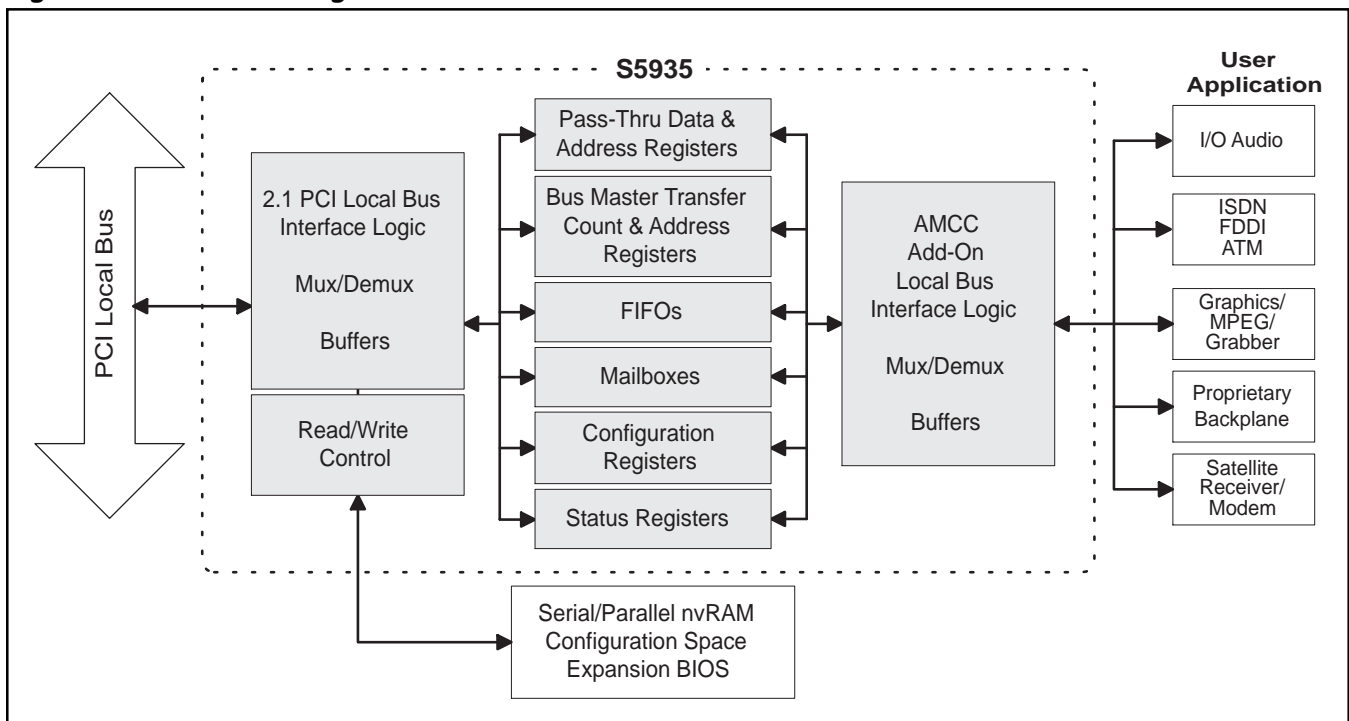 S5935
User
Application
PCI Local Bus
2.1 PCI Local Bus
Interface Logic
Mux/Demux
Buffers
Read/Write
Control
Pass-Thru Data &
Address Registers
Bus Master Transfer
Count & Address
Registers
FIFOs
Mailboxes
Configuration
Registers
Status Registers
AMCC
Add-On
Local Bus
Interface Logic
Mux/Demux
Buffers
I/O Audio
ISDN
FDDI
ATM
Graphics/
MPEG/
Grabber
Proprietary
Backplane
Satellite
Receiver/
Modem
Serial/Parallel nvRAM
Configuration Space
Expansion BIOS